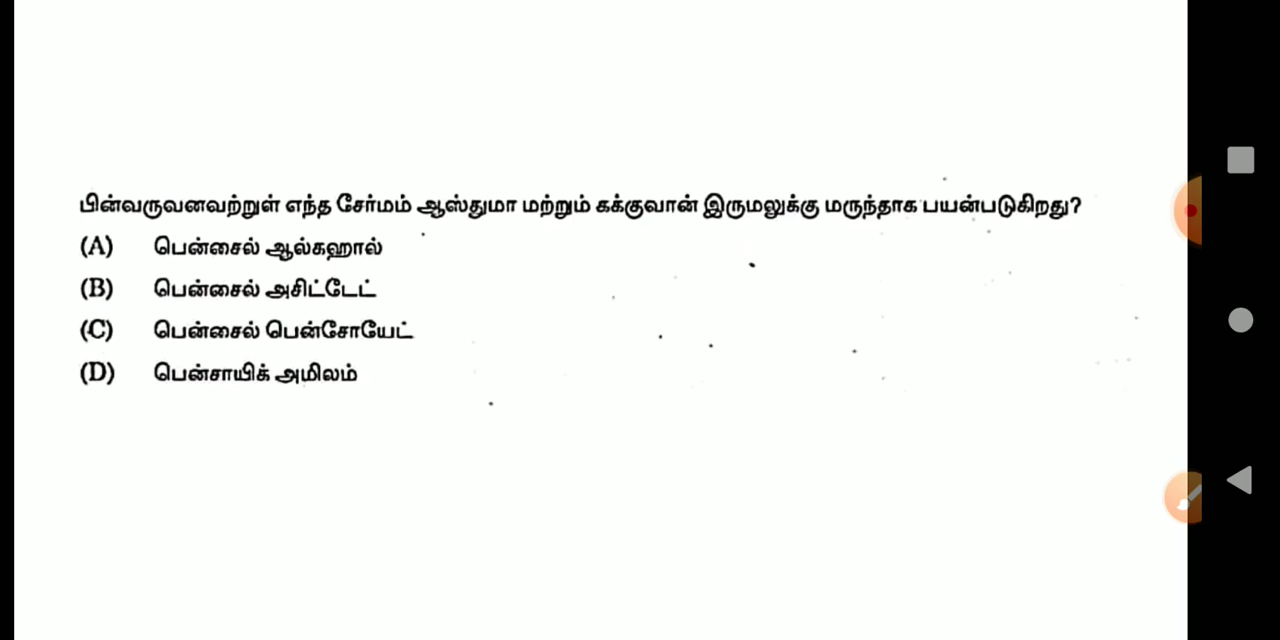 பின்வருவனவற்றுள் எந்த சேர்மம் ஆஸ்துமா மற்றும் கக்குவான் இருமலுக்கு மருந்தாக பயன்படுகிறது?
(A) பென்சைல் ஆல்கஹால்
(B) பென்சைல் அசிட்டேட்
(C) பென்சைல் பென்சோயேட்
(D) பென்சாயிக் அமிலம்